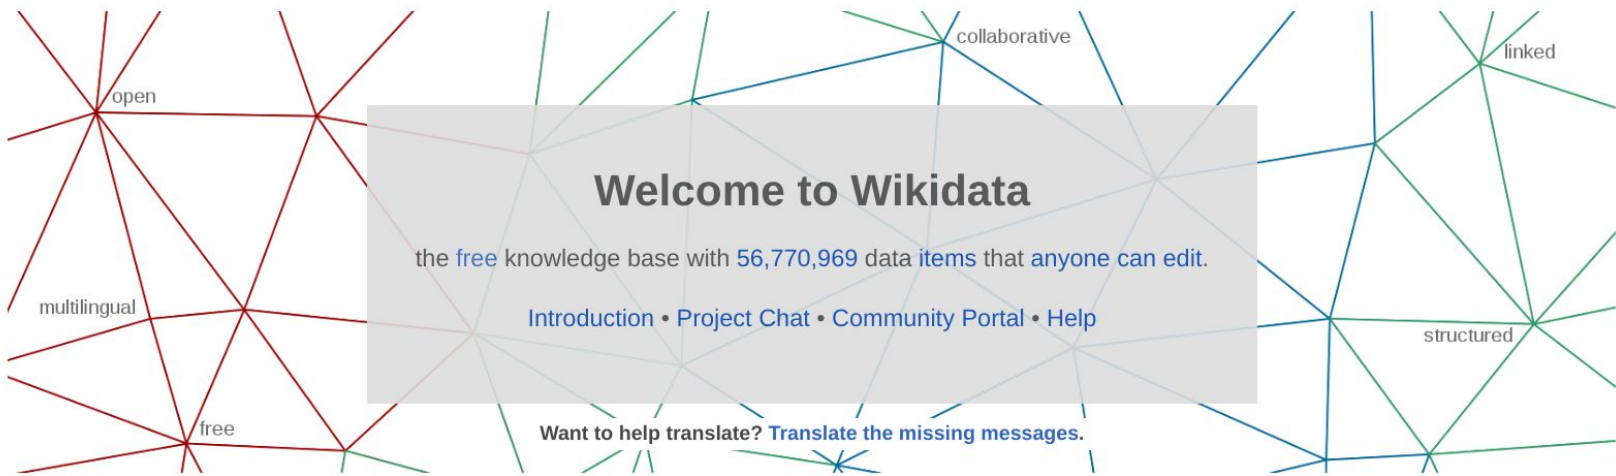 collaborative
linked
open
Welcome to Wikidata
the free knowledge base with 56,770,969 data items that anyone can edit.
multilingual
Introduction • Project Chat • Community Portal • Help
structured
free
Want to help translate? Translate the missing messages.